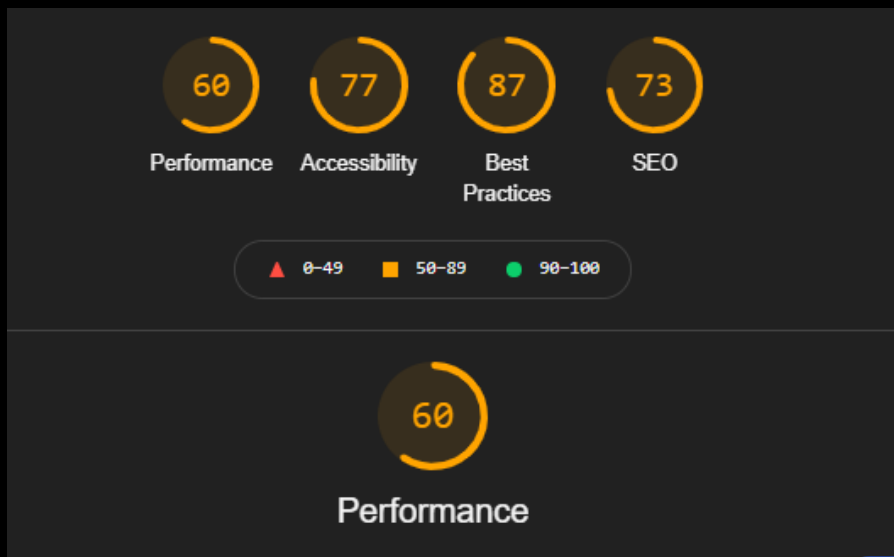 60
77
87
73
Performance
Accessibility
Best
Practices
SEO
0–49
50–89
90–100
60
Performance